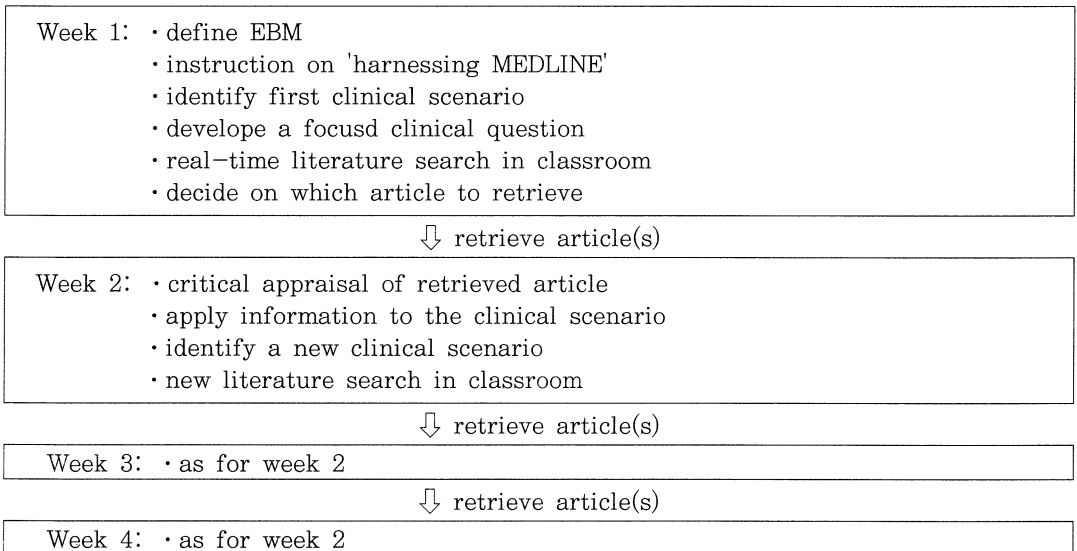 Week 1: · define EBM
· instruction on 'harnessing MEDLINE'
· identify first clinical scenario
· develope a focusd clinical question
· real-time literature search in classroom
· decide on which article to retrieve
⇩ retrieve article(s)
Week 2: · critical appraisal of retrieved article
· apply information to the clinical scenario
· identify a new clinical scenario
· new literature search in classroom
⇩ retrieve article(s)
Week 3: · as for week 2
⇩ retrieve article(s)
Week 4: · as for week 2